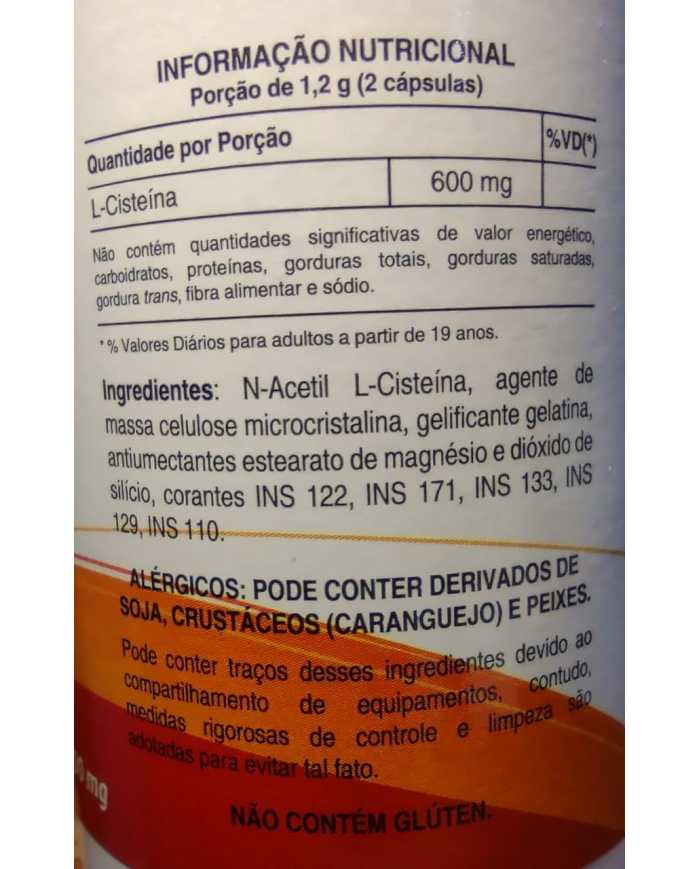 INFORMAÇÃO NUTRICIONAL
Porção de 1,2 g (2 cápsulas)
Quantidade por Porção %VD(*)
L-Cisteína 600 mg
Não contém quantidades significativas de valor energético,
carboidratos, proteínas, gorduras totais, gorduras saturadas,
gordura trans, fibra alimentar e sódio.
* % Valores Diários para adultos a partir de 19 anos.
Ingredientes: N-Acetil L-Cisteína, agente de
massa celulose microcristalina, gelificante gelatina,
antiumectantes estearato de magnésio e dióxido de
silício, corantes INS 122, INS 171, INS 133, INS
129, INS 110.
ALÉRGICOS: PODE CONTER DERIVADOS DE
SOJA, CRUSTÁCEOS (CARANGUEJO) E PEIXES.
Pode conter traços desses ingredientes devido ao
compartilhamento de equipamentos, contudo,
medidas rigorosas de controle e limpeza são
adotadas para evitar tal fato.
mg
NÃO CONTÉM GLÚTEN.